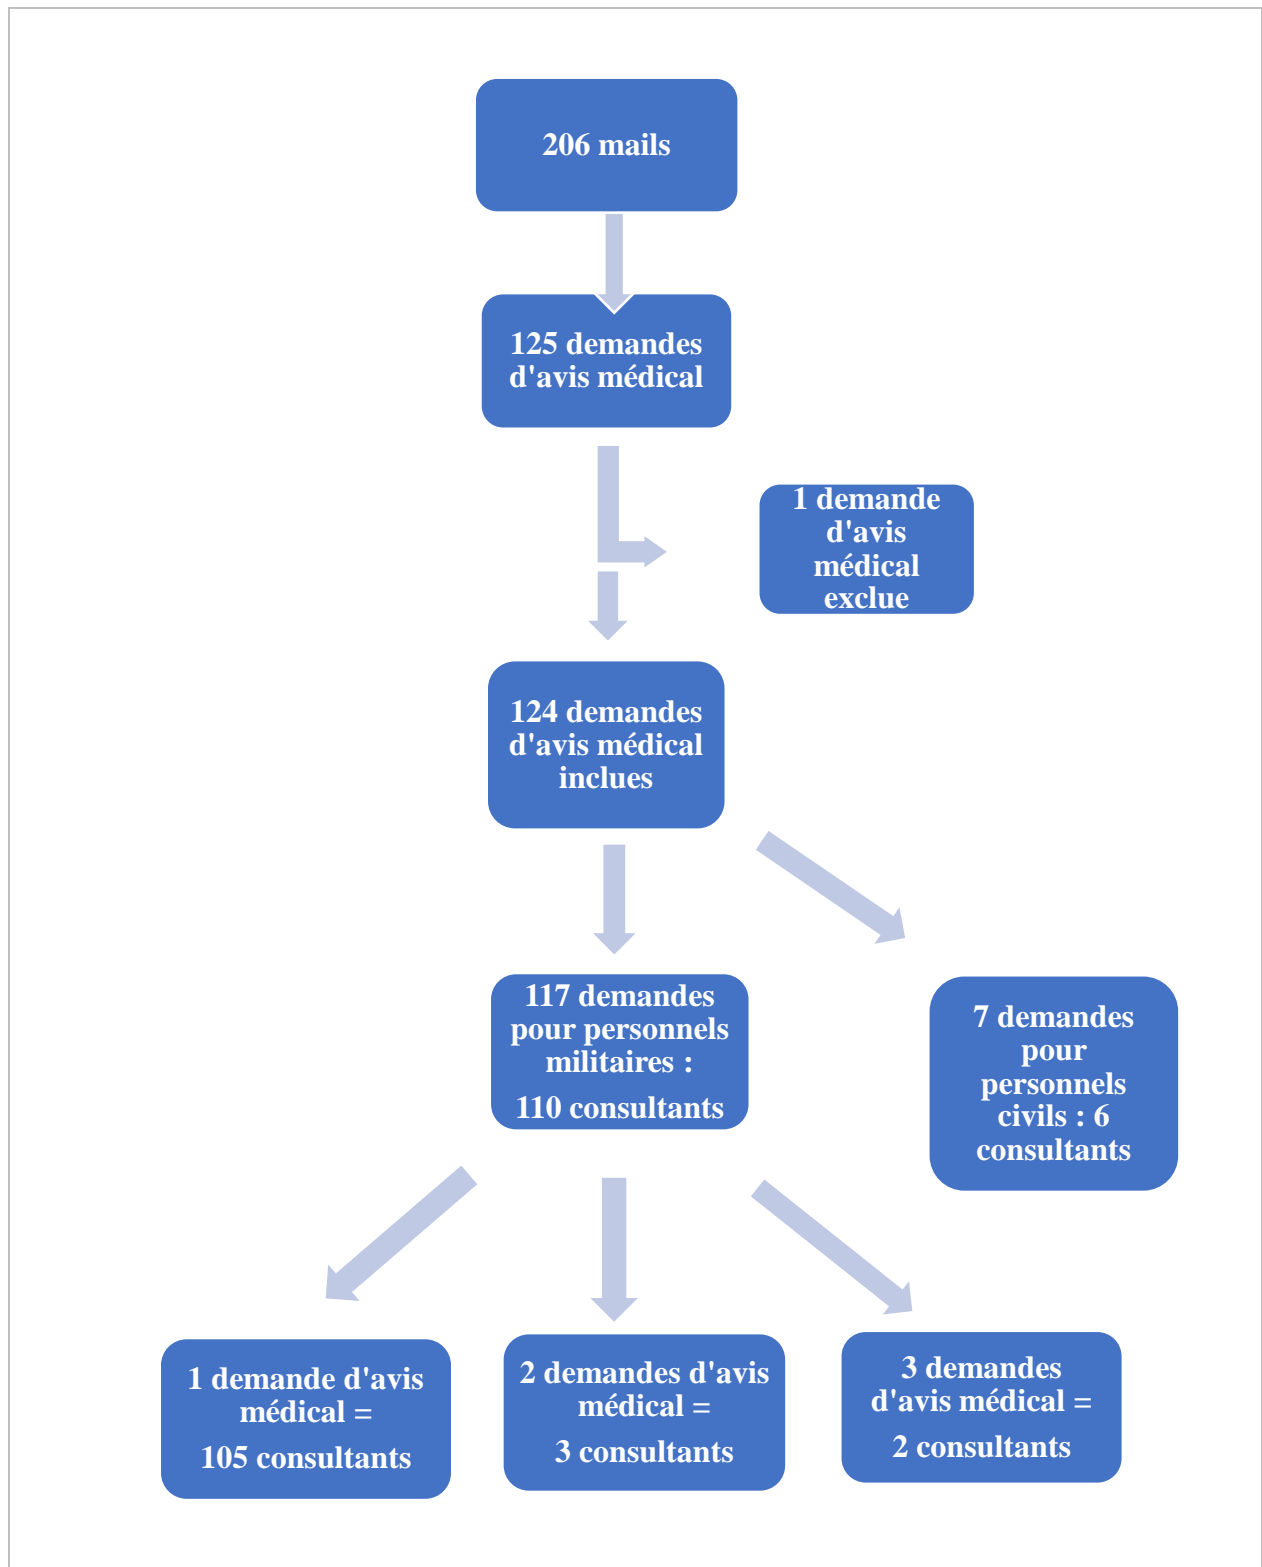 206 mails
125 demandes
d'avis médical
1 demande
d'avis
médical
exclue
124 demandes
d'avis médical
inclues
117 demandes
pour personnels
militaires :
110 consultants
7 demandes
pour
personnels
civils : 6
consultants
1 demande d'avis
médical =
105 consultants
2 demandes d'avis
médical =
3 consultants
3 demandes
d'avis médical =
2 consultants